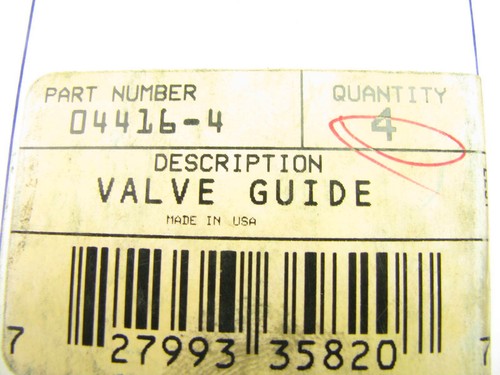 PART NUMBER QUANTITY
04416-4 4
DESCRIPTION
VALVE GUIDE
MADE IN USA
7 27993 35820 7